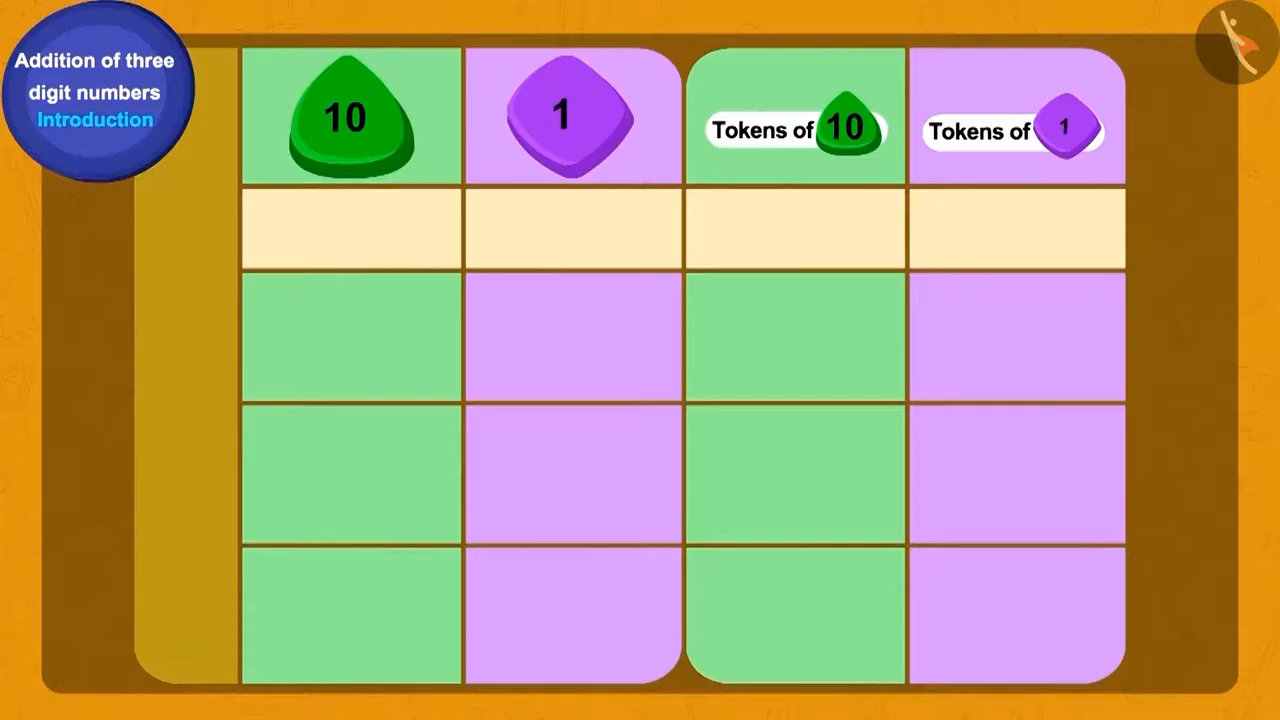 Addition of three
digit numbers
Introduction
10
1
Tokens of 10
Tokens of 1